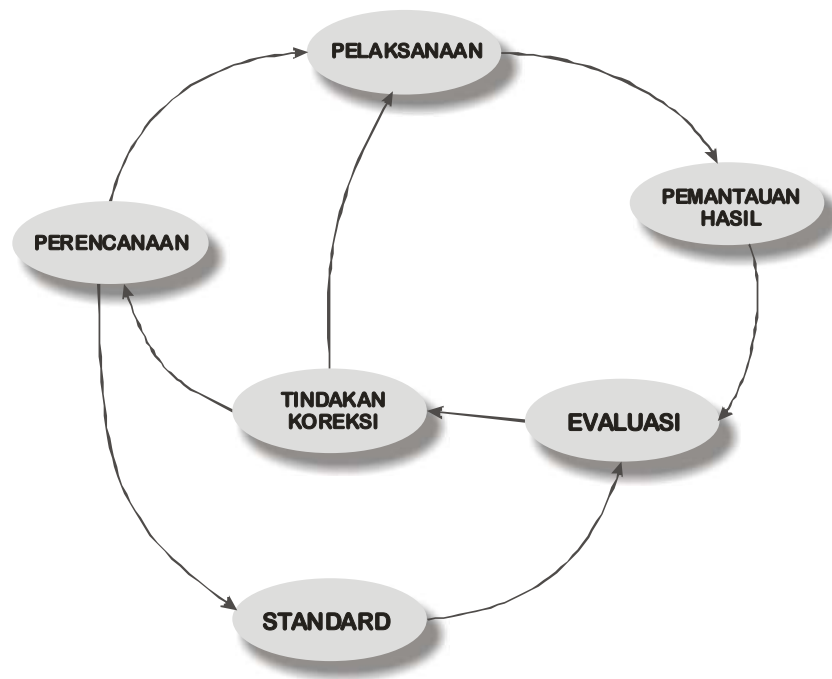 PELAKSANAAN
PEMANTAUAN
HASIL
PERENCANAAN
TINDAKAN
KOREKSI
EVALUASI
STANDARD